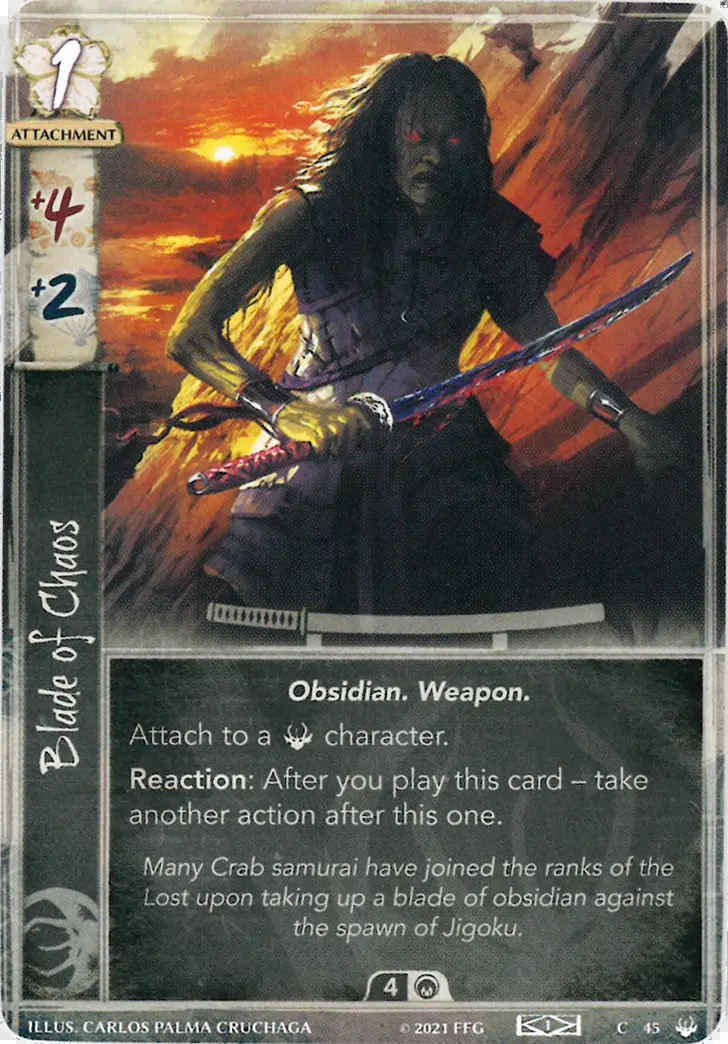 1
ATTACHMENT
+4
+2
Blade of Chaos
Obsidian. Weapon.
Attach to a character.
Reaction: After you play this card – take
another action after this one.
Many Crab samurai have joined the ranks of the
Lost upon taking up a blade of obsidian against
the spawn of Jigoku.
4
ILLUS. CARLOS PALMA CRUCHAGA © 2021 FFG 1 C 45